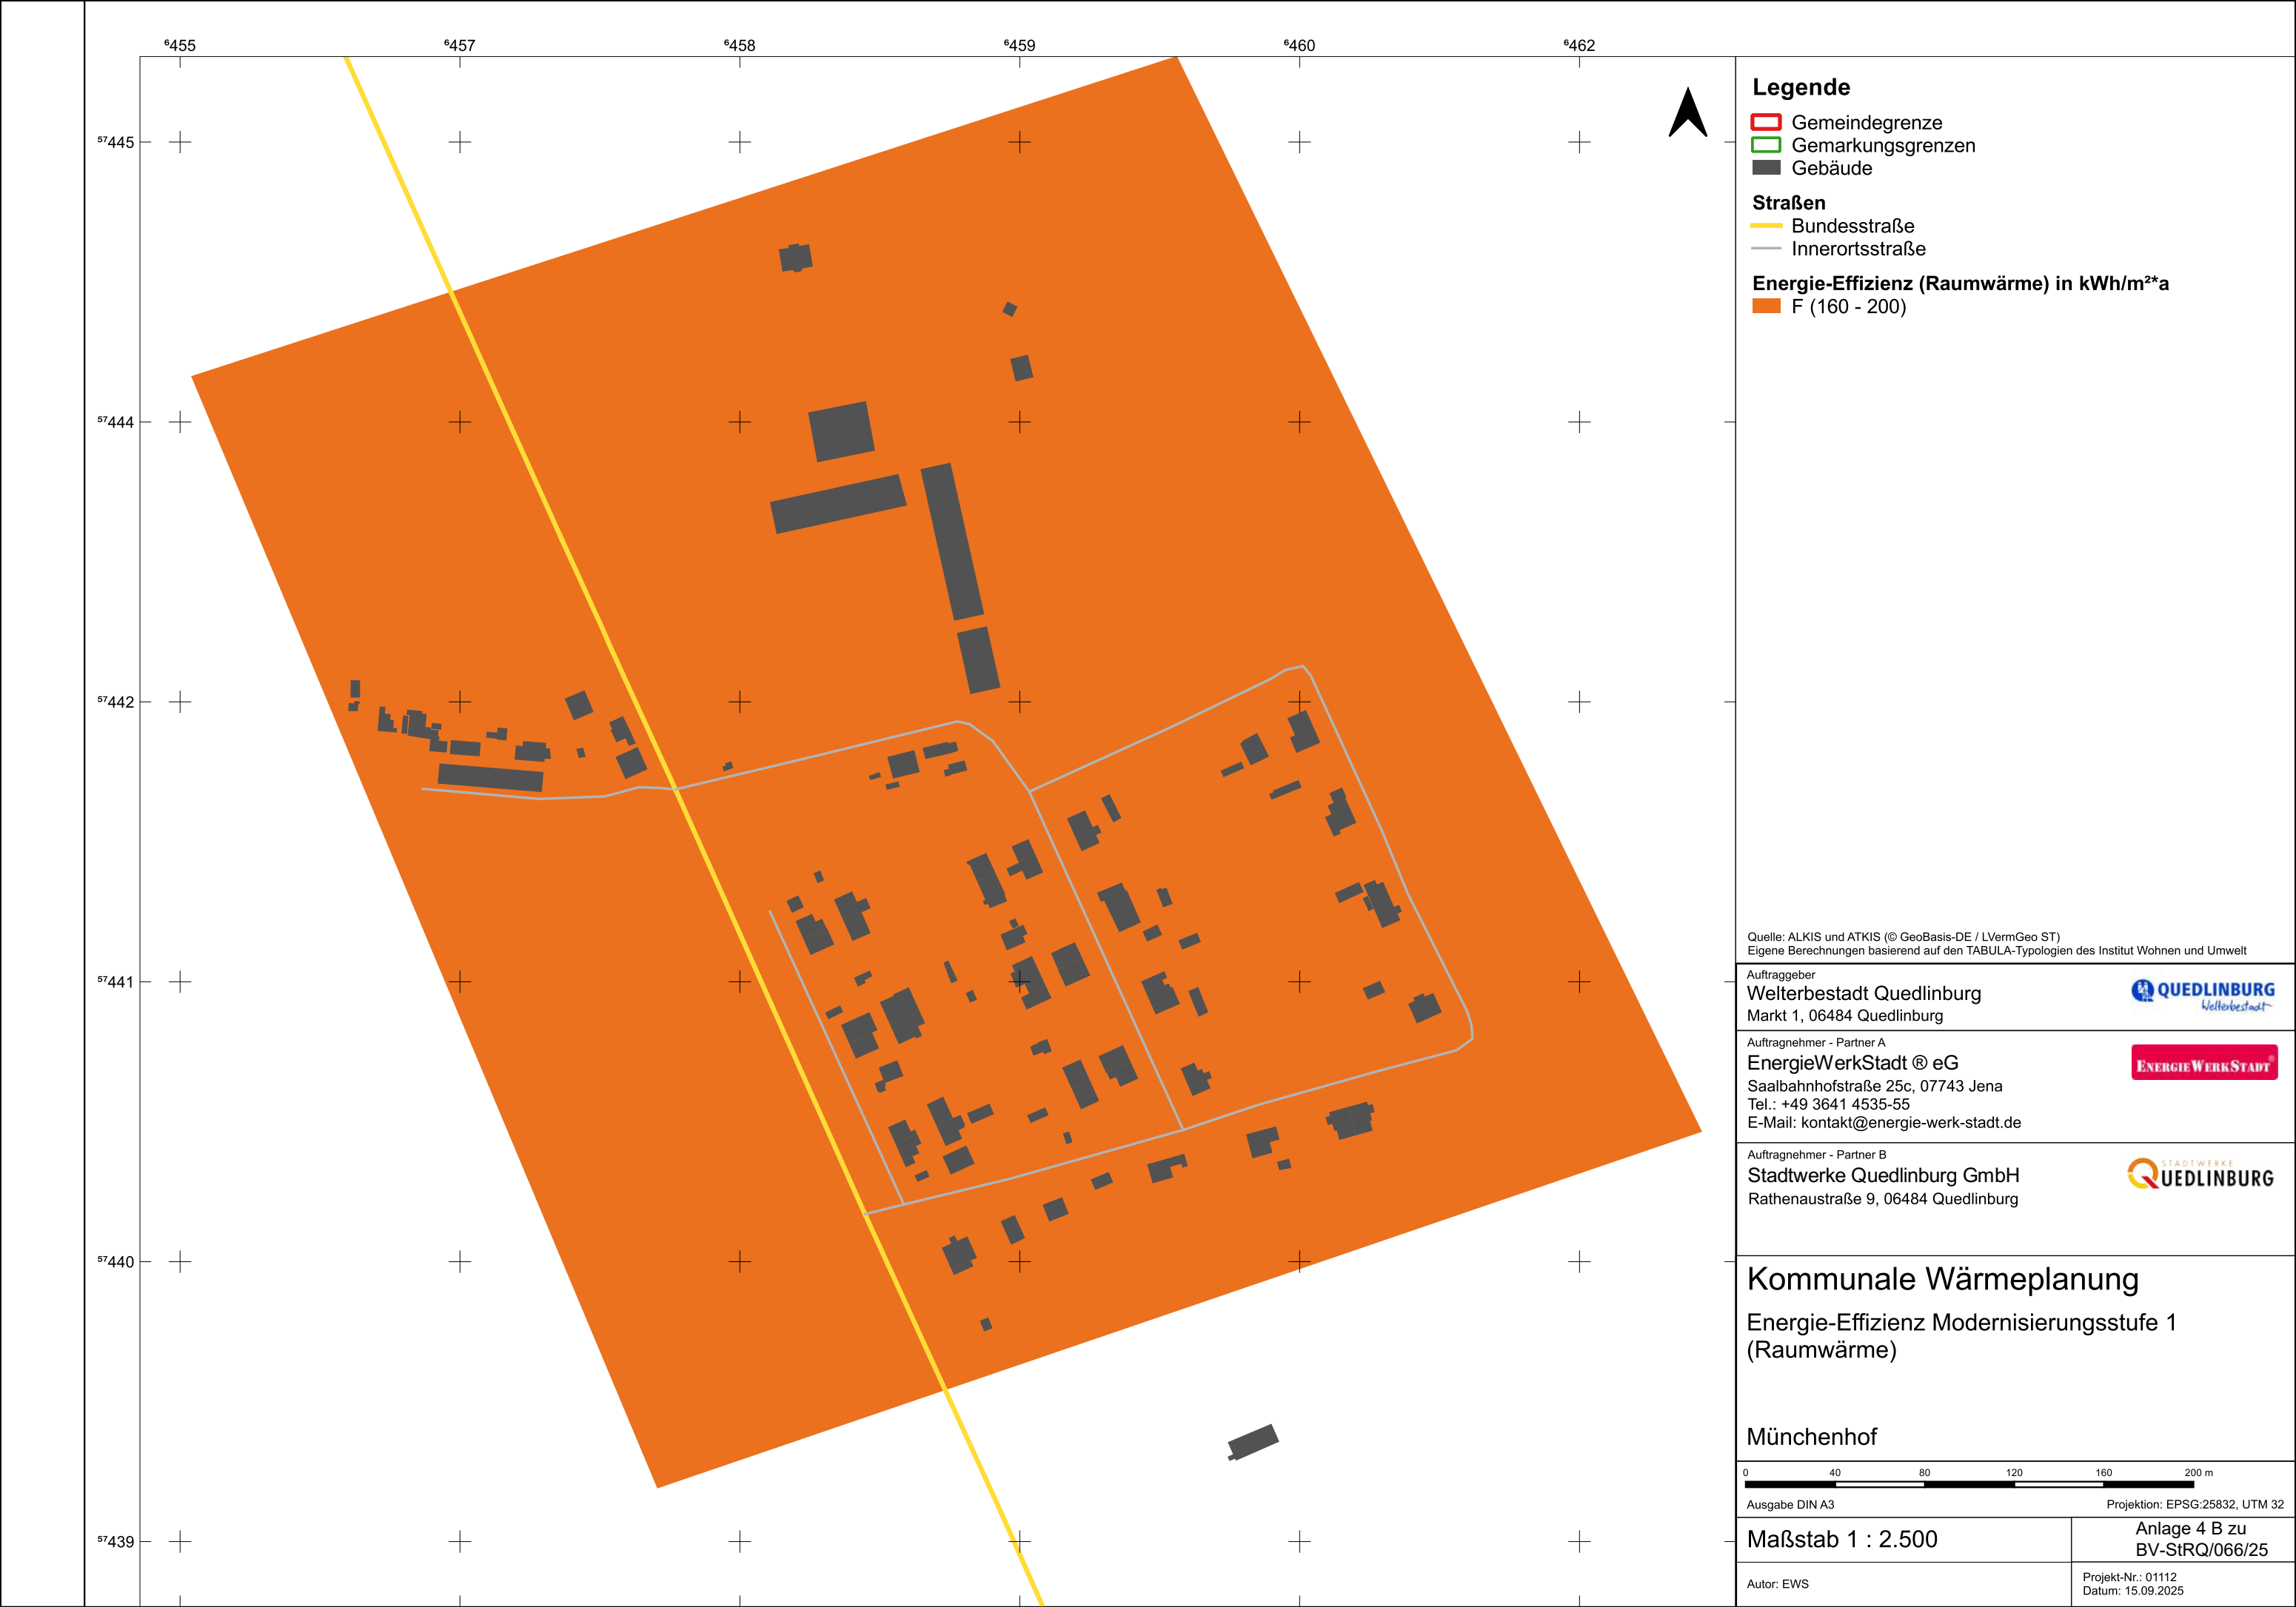 ⁶455 ⁶457 ⁶458 ⁶459 ⁶460 ⁶462
⁵⁷445
⁵⁷444
⁵⁷442
⁵⁷441
⁵⁷440
⁵⁷439
Legende
Gemeindegrenze
Gemarkungsgrenzen
Gebäude
Straßen
Bundesstraße
Innerortsstraße
Energie-Effizienz (Raumwärme) in kWh/m²*a
F (160 - 200)
Quelle: ALKIS und ATKIS (© GeoBasis-DE / LVermGeo ST)
Eigene Berechnungen basierend auf den TABULA-Typologien des Institut Wohnen und Umwelt
Auftraggeber
Welterbestadt Quedlinburg
Markt 1, 06484 Quedlinburg
QUEDLINBURG
Welterbestadt
Auftragnehmer - Partner A
EnergieWerkStadt ® eG
Saalbahnhofstraße 25c, 07743 Jena
Tel.: +49 3641 4535-55
E-Mail: kontakt@energie-werk-stadt.de
ENERGIEWERKSTADT®
Auftragnehmer - Partner B
Stadtwerke Quedlinburg GmbH
Rathenaustraße 9, 06484 Quedlinburg
STADTWERKE
QUEDLINBURG
Kommunale Wärmeplanung
Energie-Effizienz Modernisierungsstufe 1
(Raumwärme)
Münchenhof
0 40 80 120 160 200 m
Ausgabe DIN A3 Projektion: EPSG:25832, UTM 32
Maßstab 1 : 2.500
Anlage 4 B zu
BV-StRQ/066/25
Autor: EWS
Projekt-Nr.: 01112
Datum: 15.09.2025